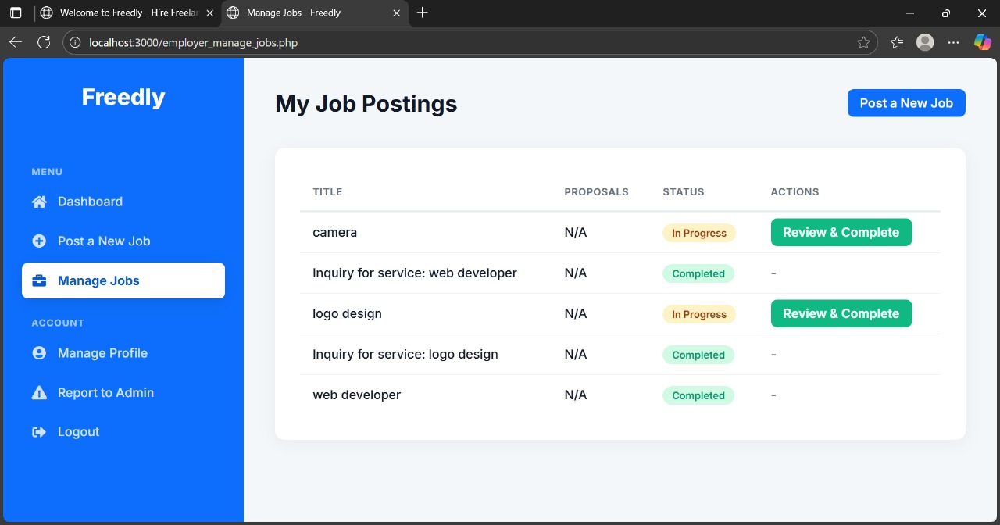 Welcome to Freedly - Hire Freelan
Manage Jobs - Freedly
localhost:3000/employer_manage_jobs.php
Freedly
MENU
Dashboard
Post a New Job
Manage Jobs
ACCOUNT
Manage Profile
Report to Admin
Logout
My Job Postings
Post a New Job
TITLE PROPOSALS STATUS ACTIONS
camera N/A In Progress Review & Complete
Inquiry for service: web developer N/A Completed -
logo design N/A In Progress Review & Complete
Inquiry for service: logo design N/A Completed -
web developer N/A Completed -